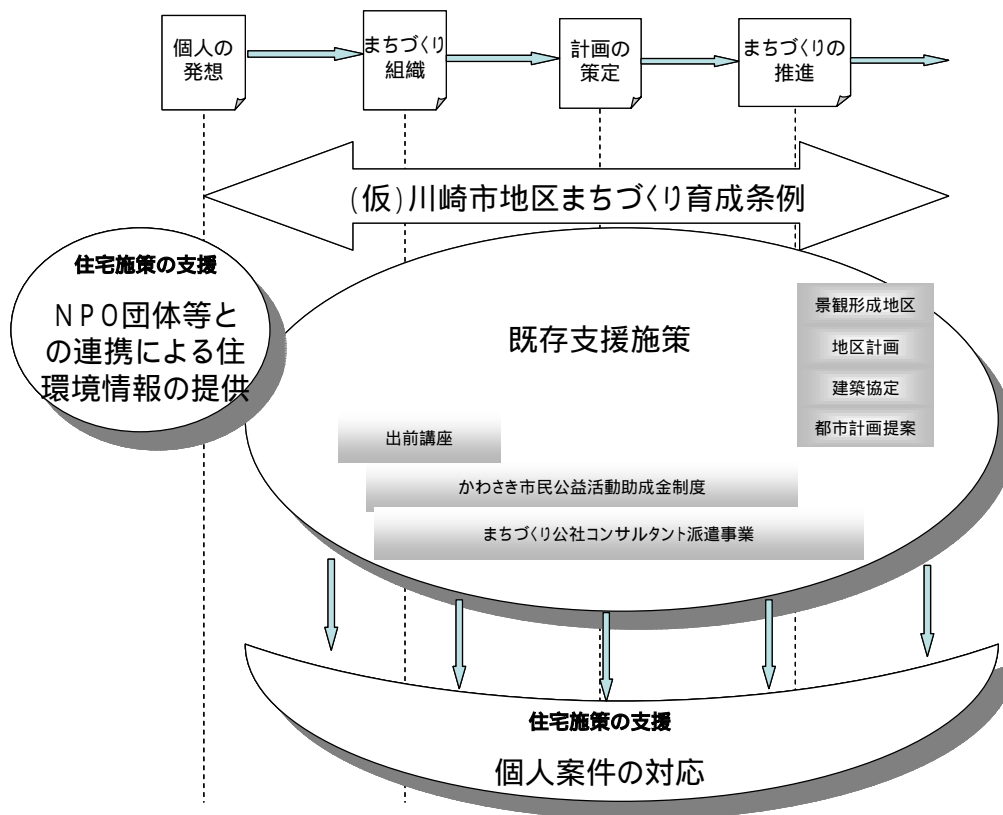 個人の
発想
まちづくり
組織
計画の
策定
まちづくりの
推進
(仮)川崎市地区まちづくり育成条例
住宅施策の支援
NPO団体等と
の連携による住
環境情報の提供
既存支援施策
景観形成地区
地区計画
建築協定
都市計画提案
出前講座
かわさき市民公益活動助成金制度
まちづくり公社コンサルタント派遣事業
住宅施策の支援
個人案件の対応